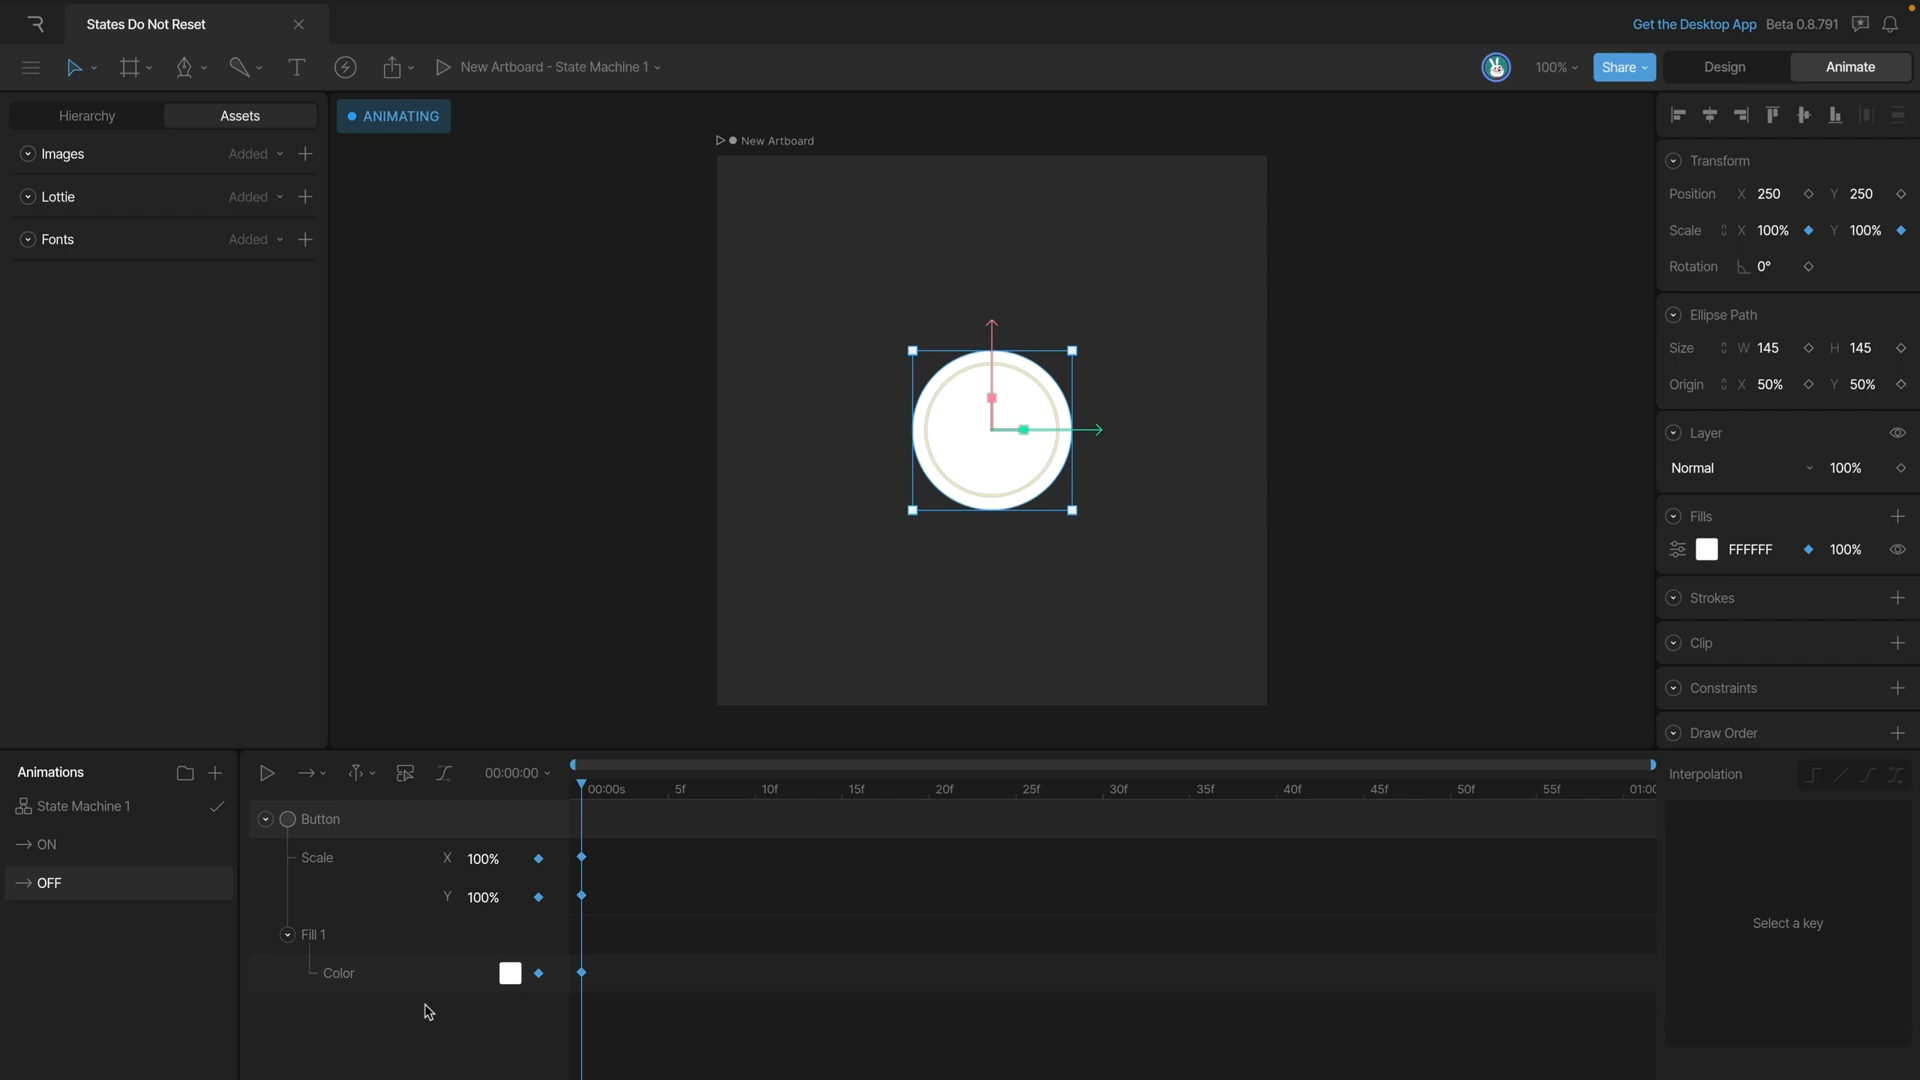 States Do Not Reset
Get the Desktop App Beta 0.8.791
New Artboard - State Machine 1
100%
Share
Design
Animate
Hierarchy
Assets
Images Added
Lottie Added
Fonts Added
ANIMATING
New Artboard
Transform
Position X 250 Y 250
Scale X 100% Y 100%
Rotation 0°
Ellipse Path
Size W 145 H 145
Origin X 50% Y 50%
Layer
Normal 100%
Fills
FFFFFF 100%
Strokes
Clip
Constraints
Draw Order
Animations
State Machine 1
ON
OFF
00:00:00
00:00s 5f 10f 15f 20f 25f 30f 35f 40f 45f 50f 55f
Button
Scale X 100%
Y 100%
Fill 1
Color
Interpolation
Select a key